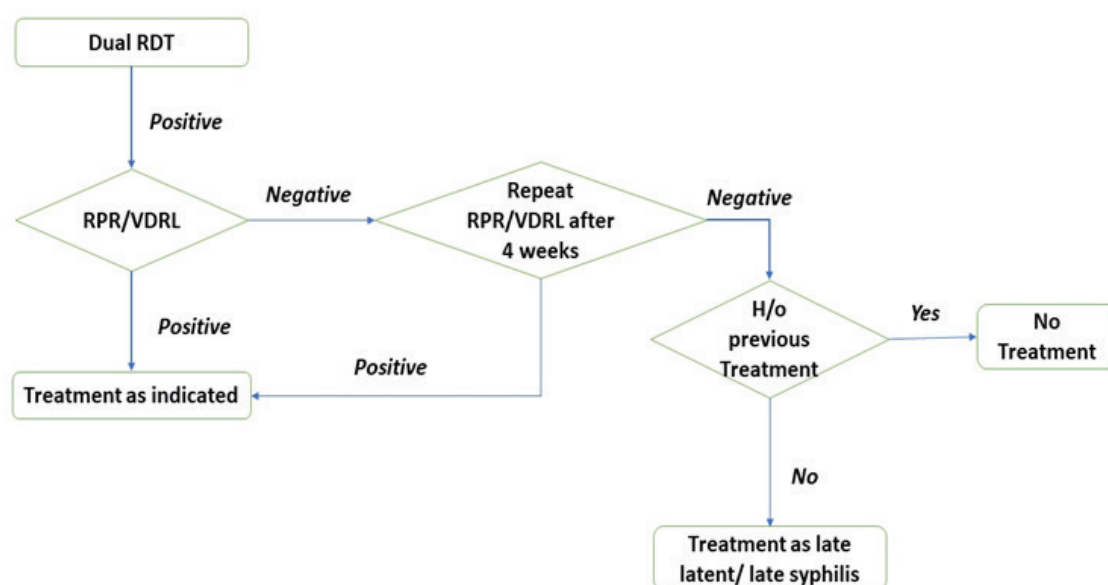 Dual RDT
Positive
RPR/VDRL
Negative
Repeat
RPR/VDRL after
4 weeks
Negative
Positive
Positive
Treatment as indicated
H/o
previous
Treatment
Yes
No
Treatment
No
Treatment as late
latent/ late syphilis